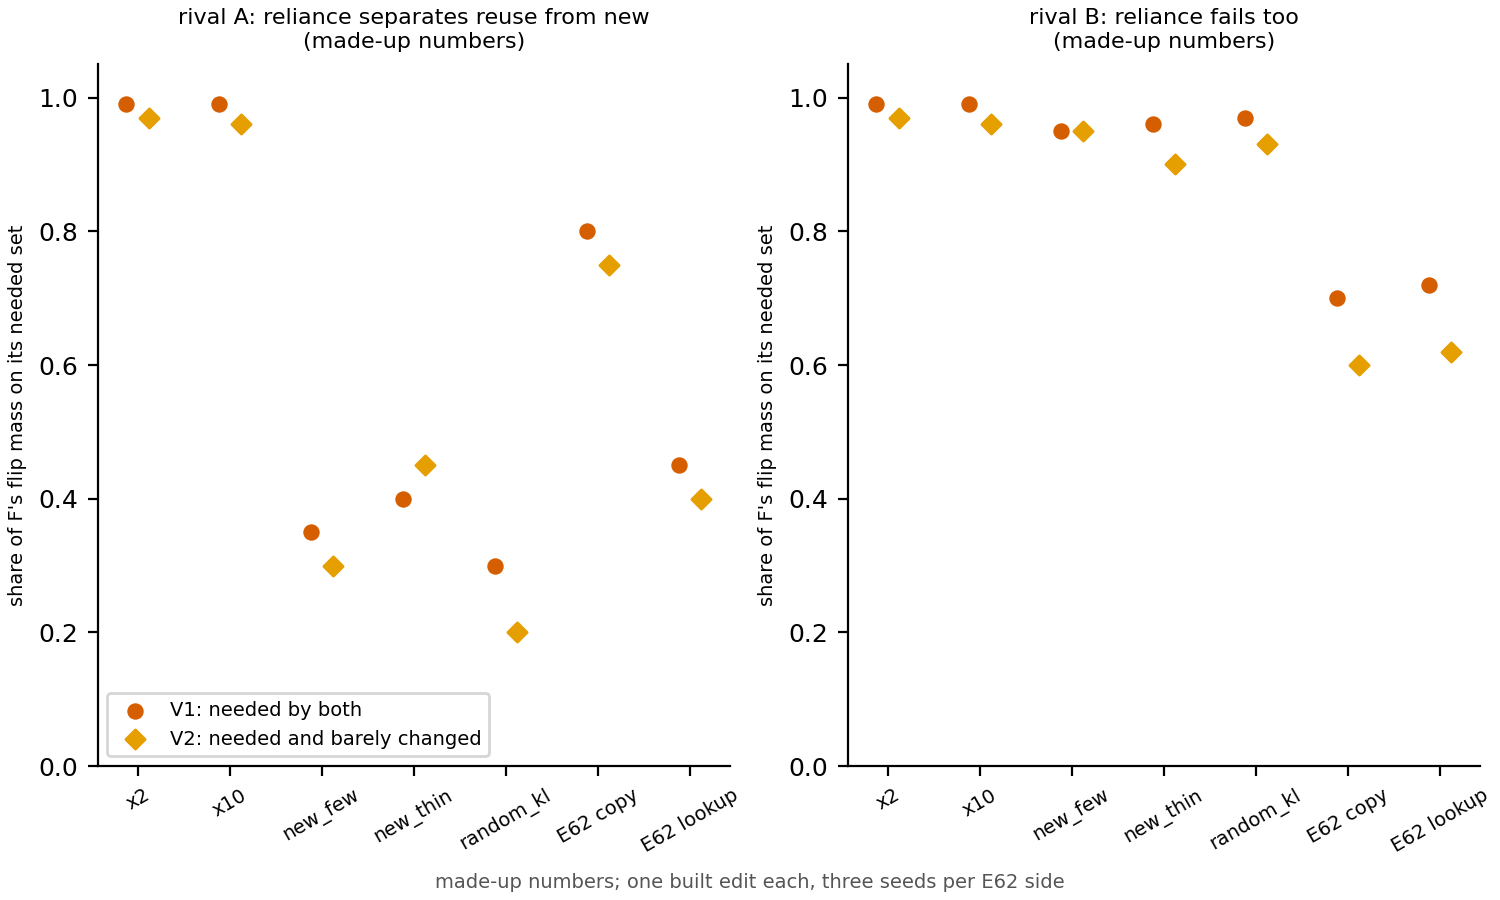 rival A: reliance separates reuse from new
(made-up numbers)
share of F's flip mass on its needed set
1.0
0.8
0.6
0.4
0.2
0.0
V1: needed by both
V2: needed and barely changed
x2
x10
new_few
new_thin
random_kl
E62 copy
E62 lookup
rival B: reliance fails too
(made-up numbers)
share of F's flip mass on its needed set
1.0
0.8
0.6
0.4
0.2
0.0
x2
x10
new_few
new_thin
random_kl
E62 copy
E62 lookup
made-up numbers; one built edit each, three seeds per E62 side